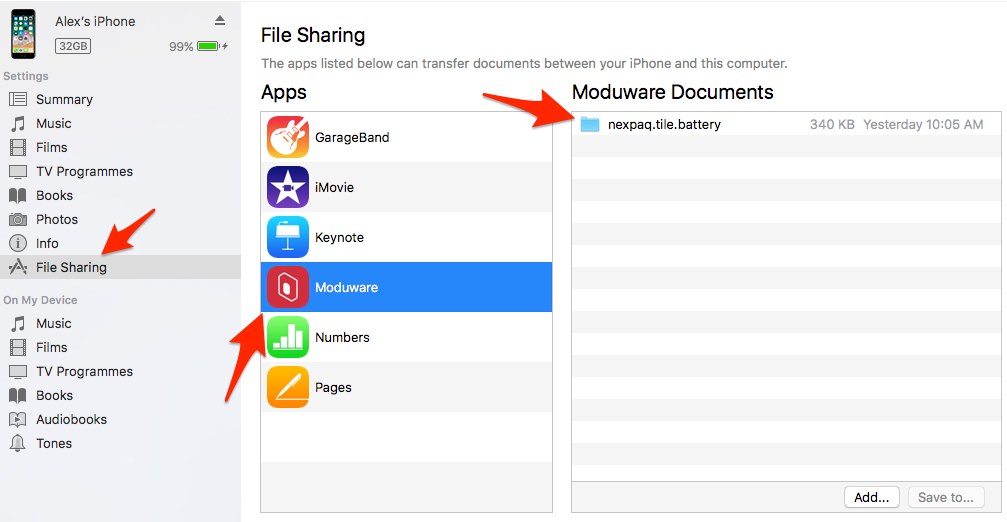 Alex's iPhone
32GB
99%
Settings
Summary
Music
Films
TV Programmes
Books
Photos
Info
File Sharing
On My Device
Music
Films
TV Programmes
Books
Audiobooks
Tones
File Sharing
The apps listed below can transfer documents between your iPhone and this computer.
Apps
GarageBand
iMovie
Keynote
Moduware
Numbers
Pages
Moduware Documents
nexpaq.tile.battery 340 KB Yesterday 10:05 AM
Add... Save to...